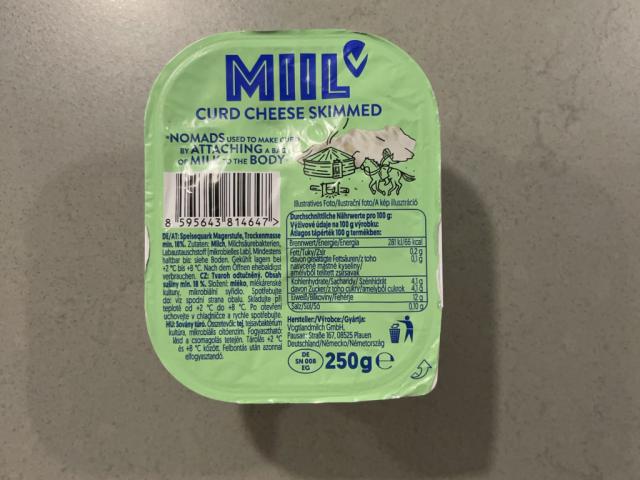 MIIL
CURD CHEESE SKIMMED
NOMADS USED TO MAKE CURD
BY ATTACHING A BAG
OF MILK TO THE BODY
Illustratives Foto/Ilustrační foto/A kép illusztráció
8 595643 814647 >
DE/AT: Speisequark Magerstufe, Trockenmasse
min. 18%. Zutaten: Milch, Milchsäurebakterien,
Labaustauschstoff (mikrobielles Lab). Mindestens
haltbar bis: siehe Boden. Gekühlt lagern bei
+2 °C bis +8 °C. Nach dem Öffnen ehebaldigst
verbrauchen. CZ: Tvaroh odtučněný. Obsah
sušiny min. 18 %. Složení: mléko, mlékárenské
kultury, mikrobiální syřidlo. Spotřebujte
do: viz spodní strana obalu. Skladujte při
teplotě od +2 °C do +8 °C. Po otevření
uchovejte v chladničce a rychle spotřebujte.
HU: Sovány túró. Összetevők: tej, tejsavbaktérium
kultúra, mikrobiális oltóenzim. Fogyasztható:
lásd a csomagolás tetején. Tárolás +2 °C
és +8 °C között. Felbontás után azonnal
elfogyasztandó.
Durchschnittliche Nährwerte pro 100 g:
Výživové údaje na 100 g výrobku:
Átlagos tápérték 100 g termékben:
Brennwert/Energie/Energia 281 kJ/66 kcal
Fett/Tuky/Zsír 0,2 g
davon gesättigte Fettsäuren/z toho 0,1 g
nasycené mastné kyseliny/
amelyből telített zsírsavak
Kohlenhydrate/Sacharidy/Szénhidrát 4,1 g
davon Zucker/z toho cukry/amelyből cukrok 4,1 g
Eiweiß/Bílkoviny/Fehérje 12 g
Salz/Sůl/Só 0,10 g
Hersteller:/Výrobce:/Gyártja:
Vogtlandmilch GmbH,
Pausaer Straße 167, 08525 Plauen
Deutschland/Německo/Németország
DE
SN 008
EG
250g e